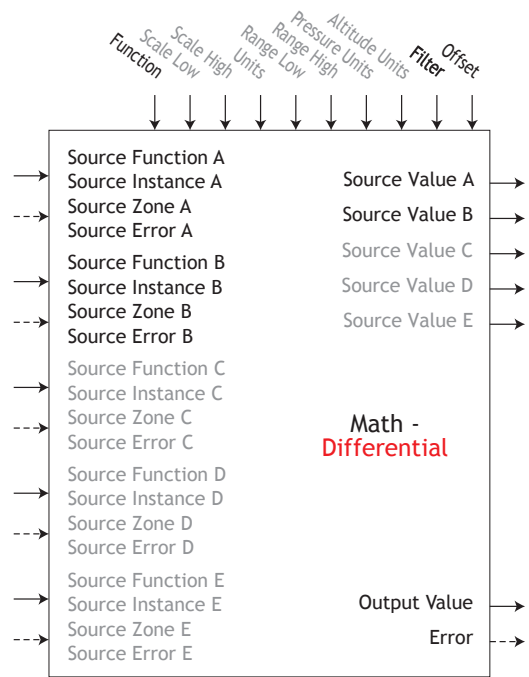 Function
Scale Low
Scale High
Units
Range Low
Range High
Pressure Units
Altitude Units
Filter
Offset
Source Function A
Source Instance A
Source Zone A
Source Error A
Source Function B
Source Instance B
Source Zone B
Source Error B
Source Function C
Source Instance C
Source Zone C
Source Error C
Source Function D
Source Instance D
Source Zone D
Source Error D
Source Function E
Source Instance E
Source Zone E
Source Error E
Source Value A
Source Value B
Source Value C
Source Value D
Source Value E
Math -
Differential
Output Value
Error